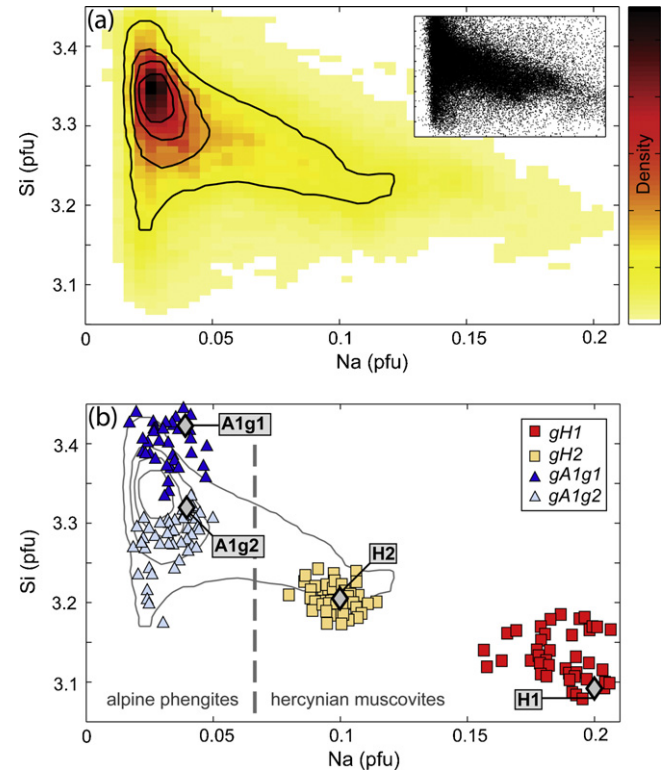 (a)
Si (pfu)
3.4
3.3
3.2
3.1
0
0.05
0.1
0.15
0.2
Na (pfu)
Density
(b)
Si (pfu)
3.4
3.3
3.2
3.1
A1g1
A1g2
H2
H1
gH1
gH2
gA1g1
gA1g2
alpine phengites
hercynian muscovites
0
0.05
0.1
0.15
0.2
Na (pfu)